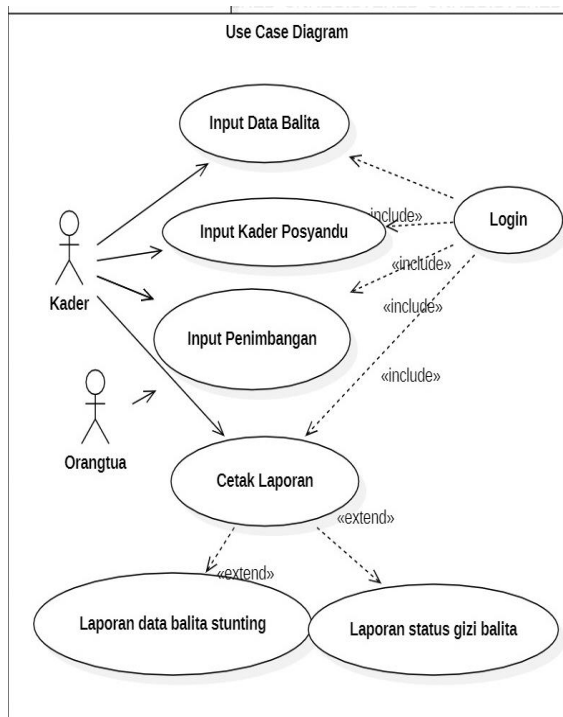 Use Case Diagram
Input Data Balita
«include»
Input Kader Posyandu
Login
«include»
Kader
«include»
Input Penimbangan
«include»
Orangtua
Cetak Laporan
«extend»
«extend»
Laporan data balita stunting
Laporan status gizi balita